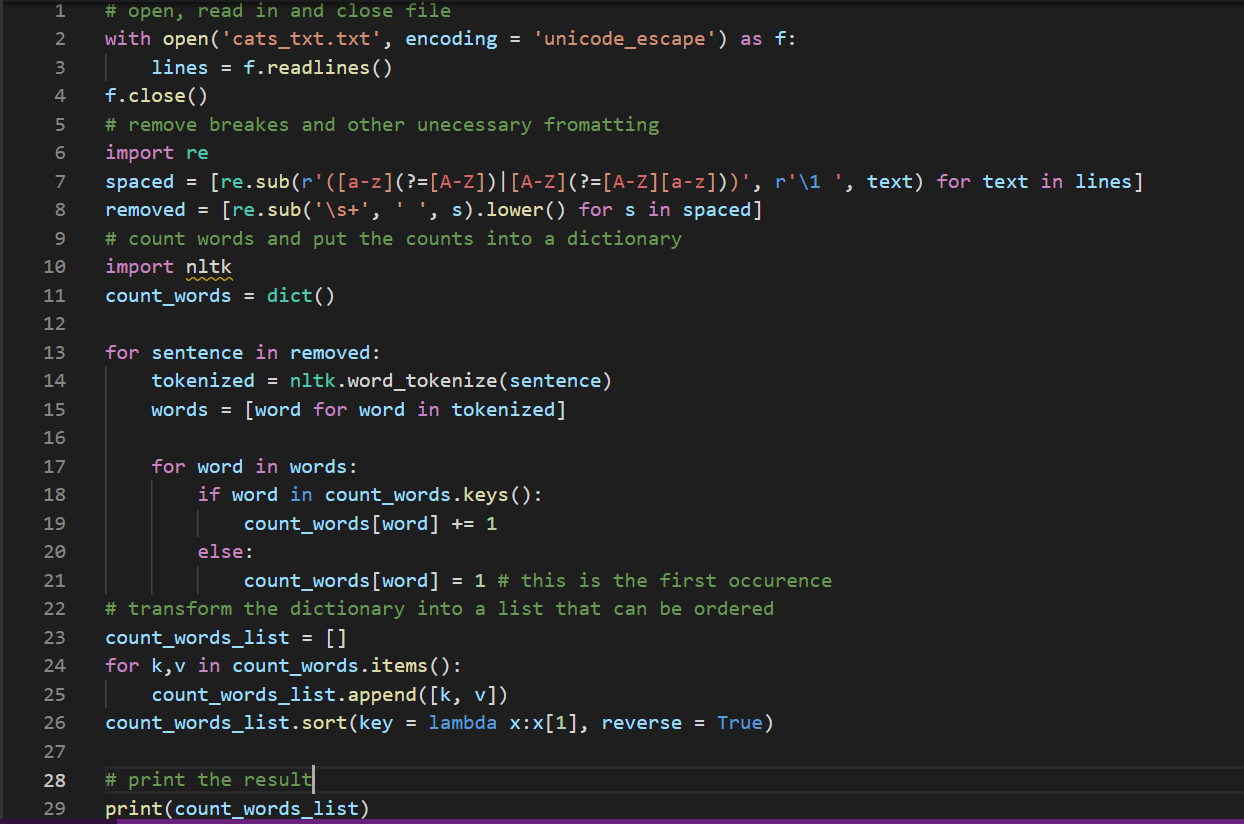 1 # open, read in and close file
2 with open('cats_txt.txt', encoding = 'unicode_escape') as f:
3     lines = f.readlines()
4 f.close()
5 # remove breakes and other unecessary fromatting
6 import re
7 spaced = [re.sub(r'([a-z](?=[A-Z])|[A-Z](?=[A-Z][a-z]))', r'\1 ', text) for text in lines]
8 removed = [re.sub('\s+', ' ', s).lower() for s in spaced]
9 # count words and put the counts into a dictionary
10 import nltk
11 count_words = dict()
12
13 for sentence in removed:
14     tokenized = nltk.word_tokenize(sentence)
15     words = [word for word in tokenized]
16
17     for word in words:
18         if word in count_words.keys():
19             count_words[word] += 1
20         else:
21             count_words[word] = 1 # this is the first occurence
22 # transform the dictionary into a list that can be ordered
23 count_words_list = []
24 for k,v in count_words.items():
25     count_words_list.append([k, v])
26 count_words_list.sort(key = lambda x:x[1], reverse = True)
27
28 # print the result
29 print(count_words_list)